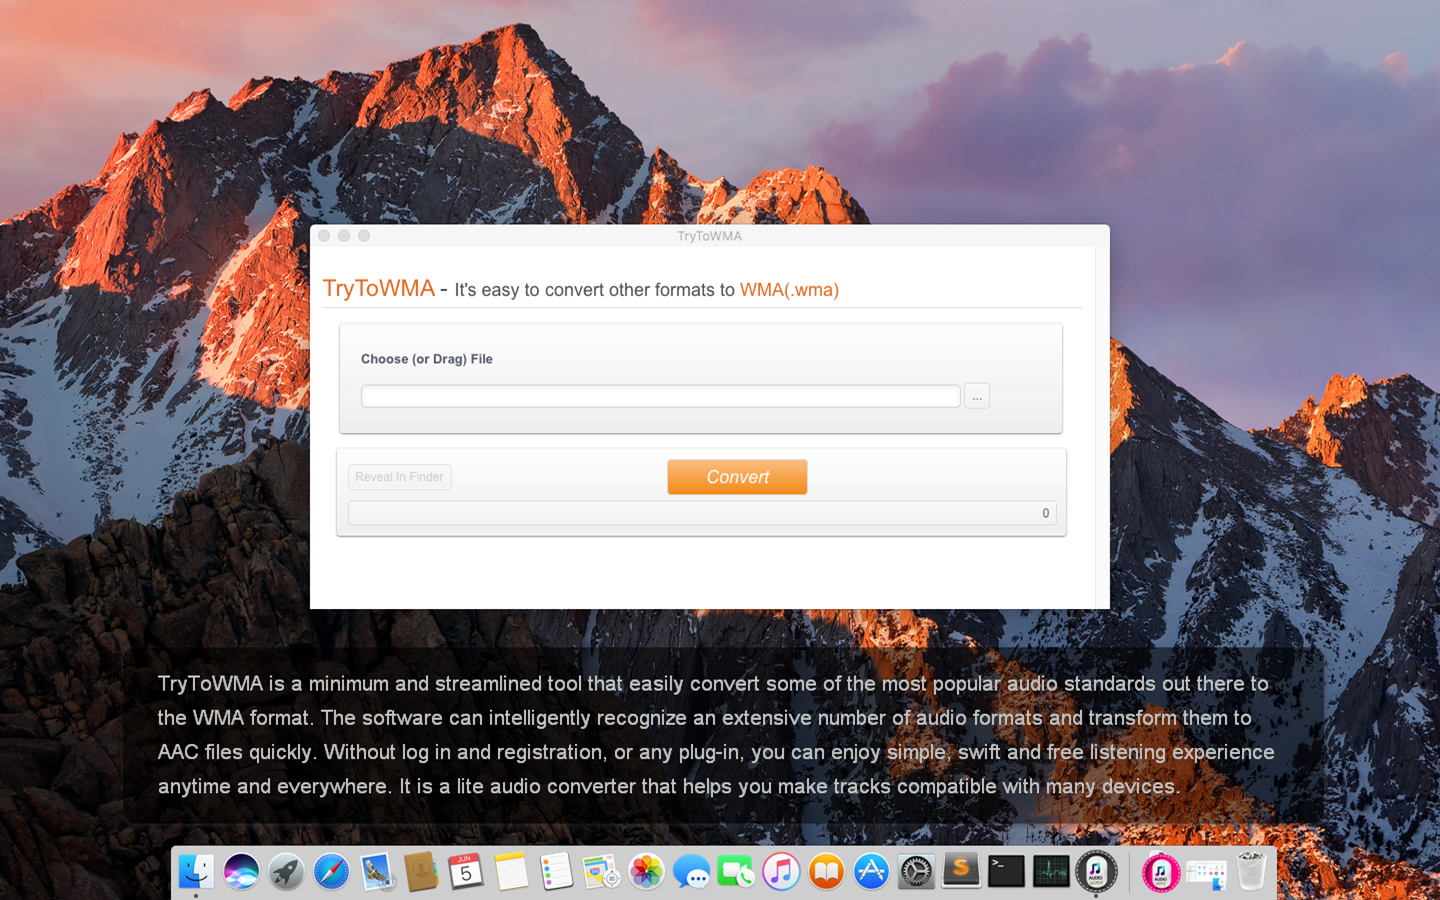 TryToWMA
TryToWMA - It's easy to convert other formats to WMA(.wma)
Choose (or Drag) File
...
Reveal In Finder
Convert
0
TryToWMA is a minimum and streamlined tool that easily convert some of the most popular audio standards out there to
the WMA format. The software can intelligently recognize an extensive number of audio formats and transform them to
AAC files quickly. Without log in and registration, or any plug-in, you can enjoy simple, swift and free listening experience
anytime and everywhere. It is a lite audio converter that helps you make tracks compatible with many devices.
JUN
5
S
>_
AUDIO
AUDIO